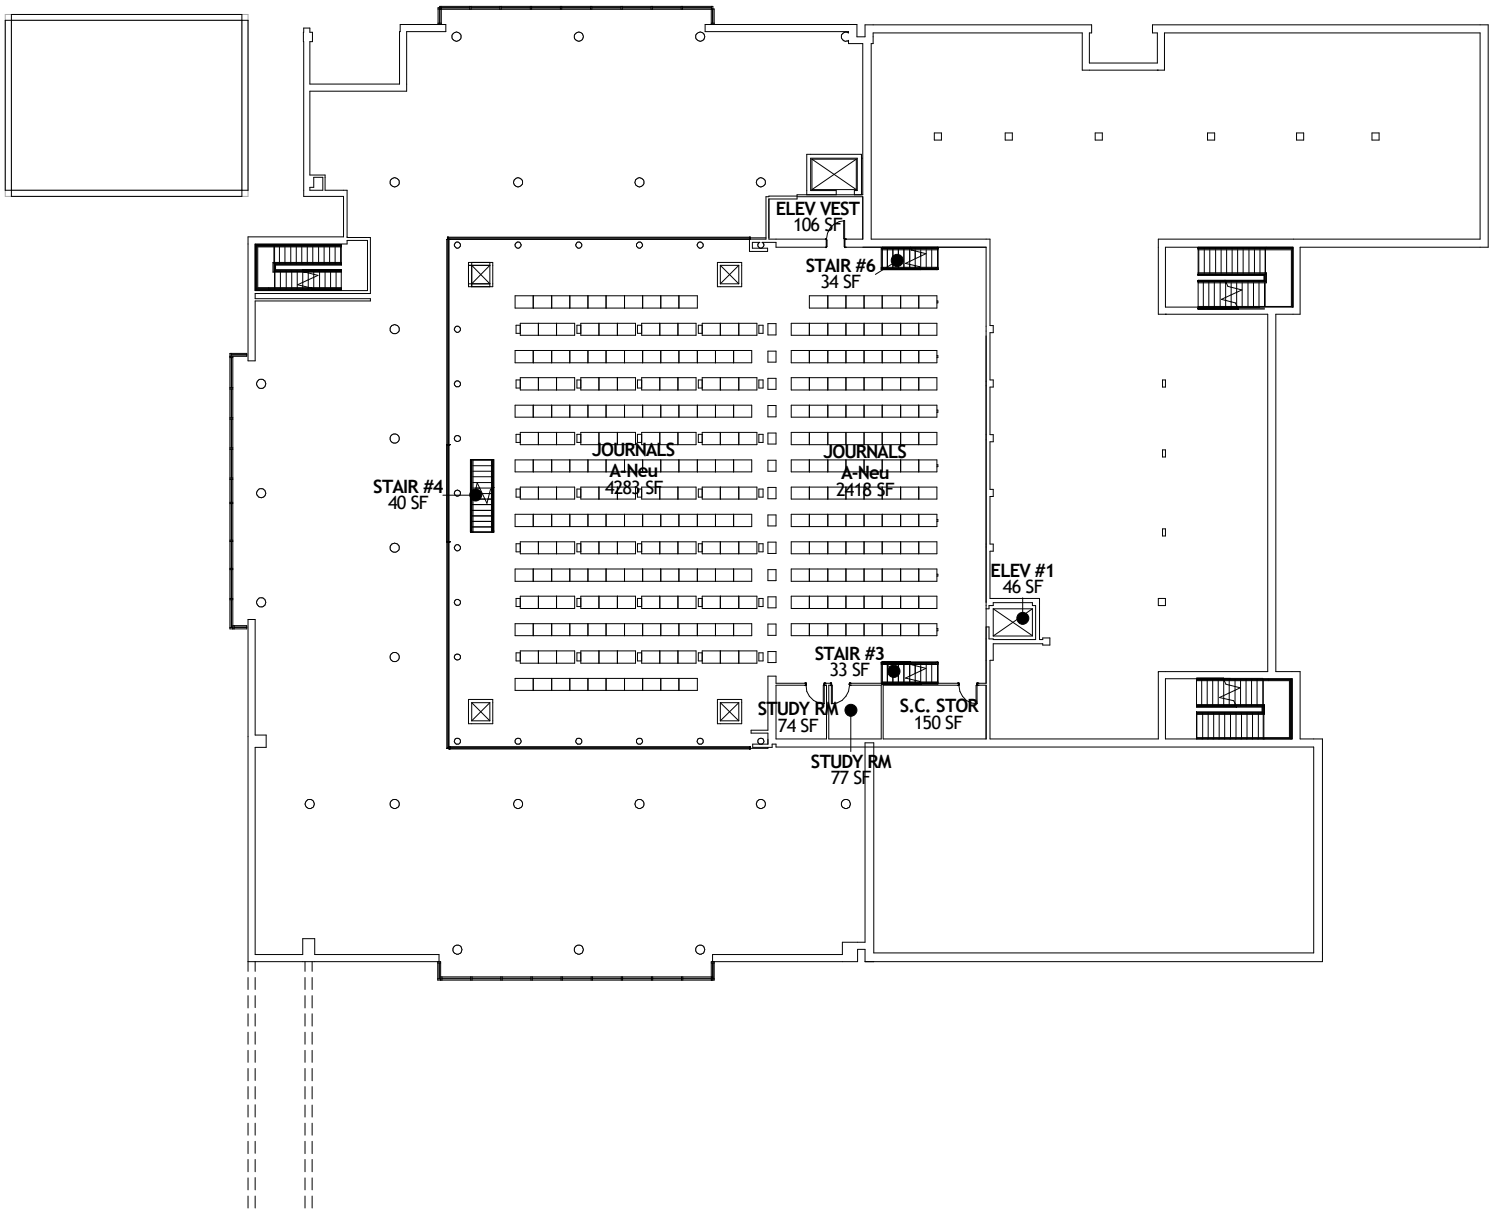 ELEV VEST
106 SF
STAIR #6
34 SF
JOURNALS
A-Neu
4283 SF
JOURNALS
A-Neu
2418 SF
STAIR #4
40 SF
ELEV #1
46 SF
STAIR #3
33 SF
STUDY RM
74 SF
S.C. STOR
150 SF
STUDY RM
77 SF